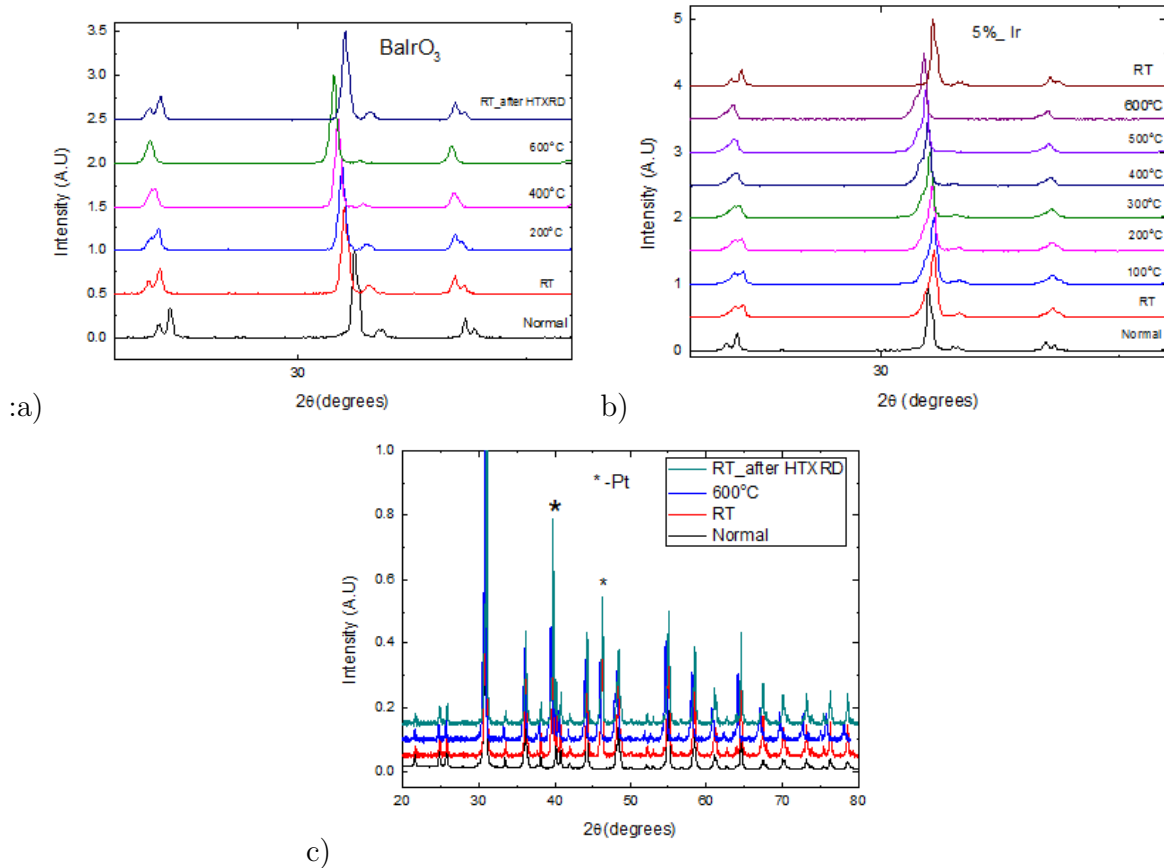 BaIrO3
3.5
3.0
2.5
2.0
1.5
1.0
0.5
0.0
RT_after HTXRD
600°C
400°C
200°C
RT
Normal
Intensity (A.U)
30
2θ(degrees)
:a)
5%_ Ir
5
4
3
2
1
0
RT
600°C
500°C
400°C
300°C
200°C
100°C
RT
Normal
Intensity (A.U)
30
2θ (degrees)
b)
1.0
0.8
0.6
0.4
0.2
0.0
* -Pt
*
*
RT_after HTXRD
600°C
RT
Normal
Intensity (A.U)
20 30 40 50 60 70 80
2θ(degrees)
c)